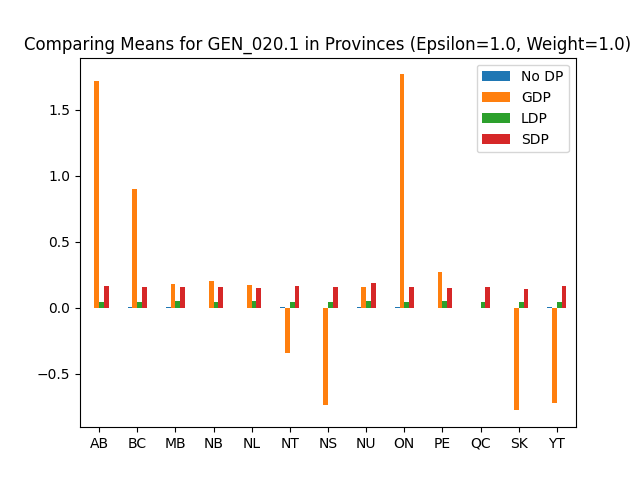 Comparing Means for GEN_020.1 in Provinces (Epsilon=1.0, Weight=1.0)
No DP
GDP
LDP
SDP
1.5
1.0
0.5
0.0
−0.5
AB BC MB NB NL NT NS NU ON PE QC SK YT